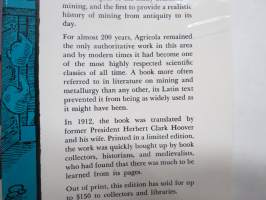 mining, and the first to provide a realistic
history of mining from antiquity to its
day.
For almost 200 years, Agricola remained
the only authoritative work in this area
and by modern times it had become one
of the most highly respected scientific
classics of all time. A book more often
referred to in literature on mining and
metallurgy than any other, its Latin text
prevented it from being as widely used as
it might have been.
In 1912, the book was translated by
former President Herbert Clark Hoover
and his wife. Printed in a limited edition,
the work was quickly bought up by book
collectors, historians, and medievalists,
who had found that there was much to be
learned from its pages.
Out of print, this edition has sold for up
to $150 to collectors and libraries.